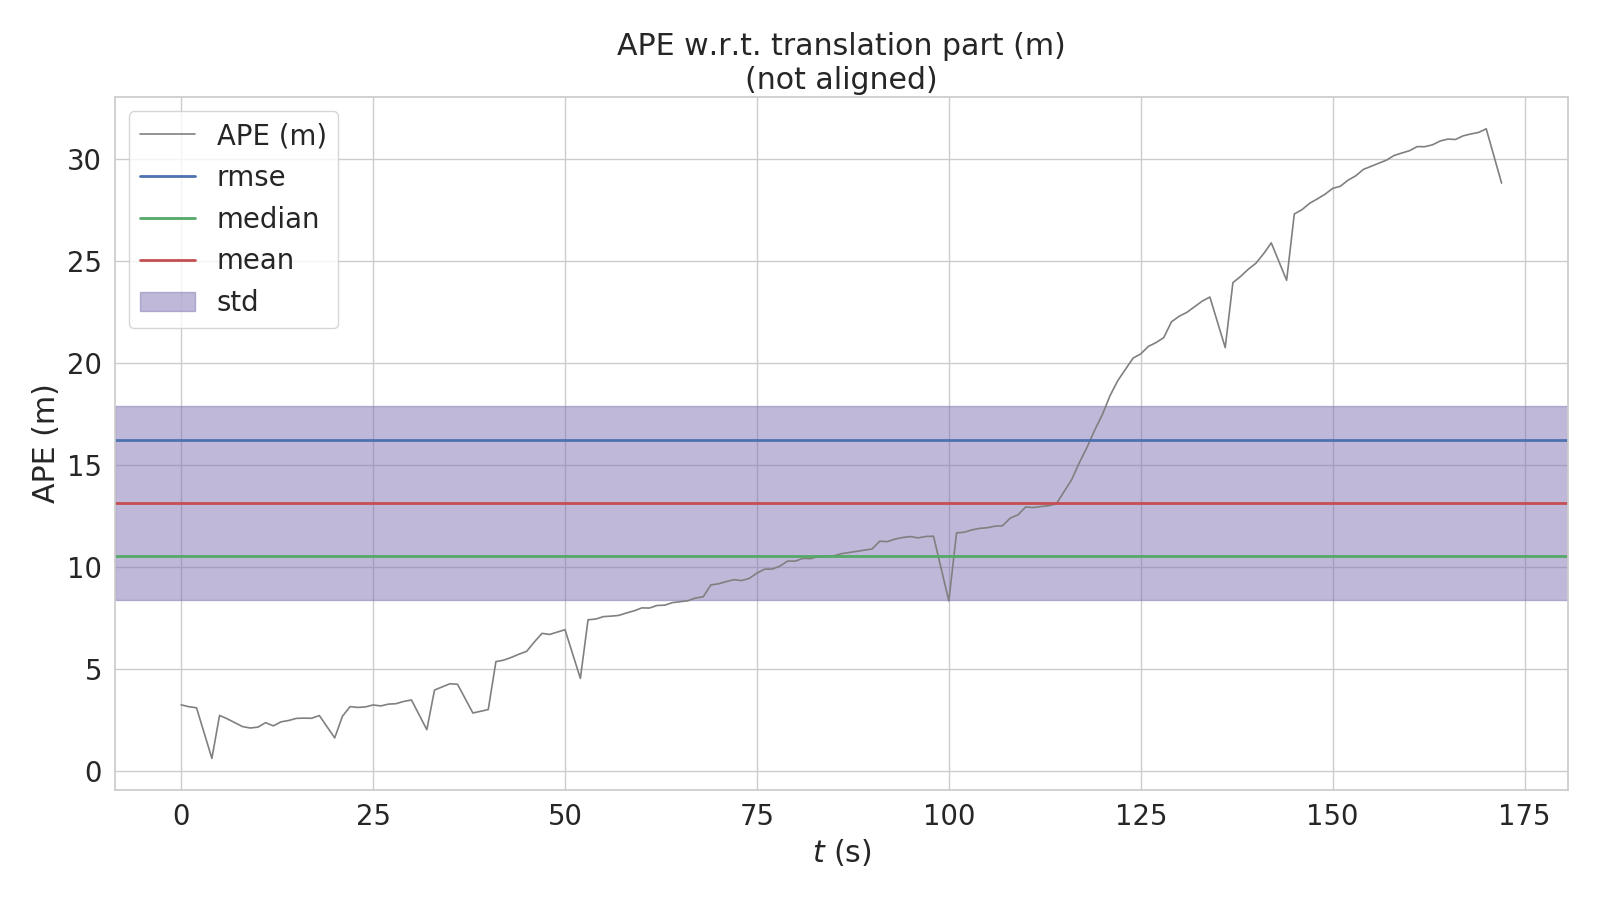 APE w.r.t. translation part (m)
(not aligned)
APE (m)
rmse
median
mean
std
APE (m)
30
25
20
15
10
5
0
0 25 50 75 100 125 150 175
t (s)